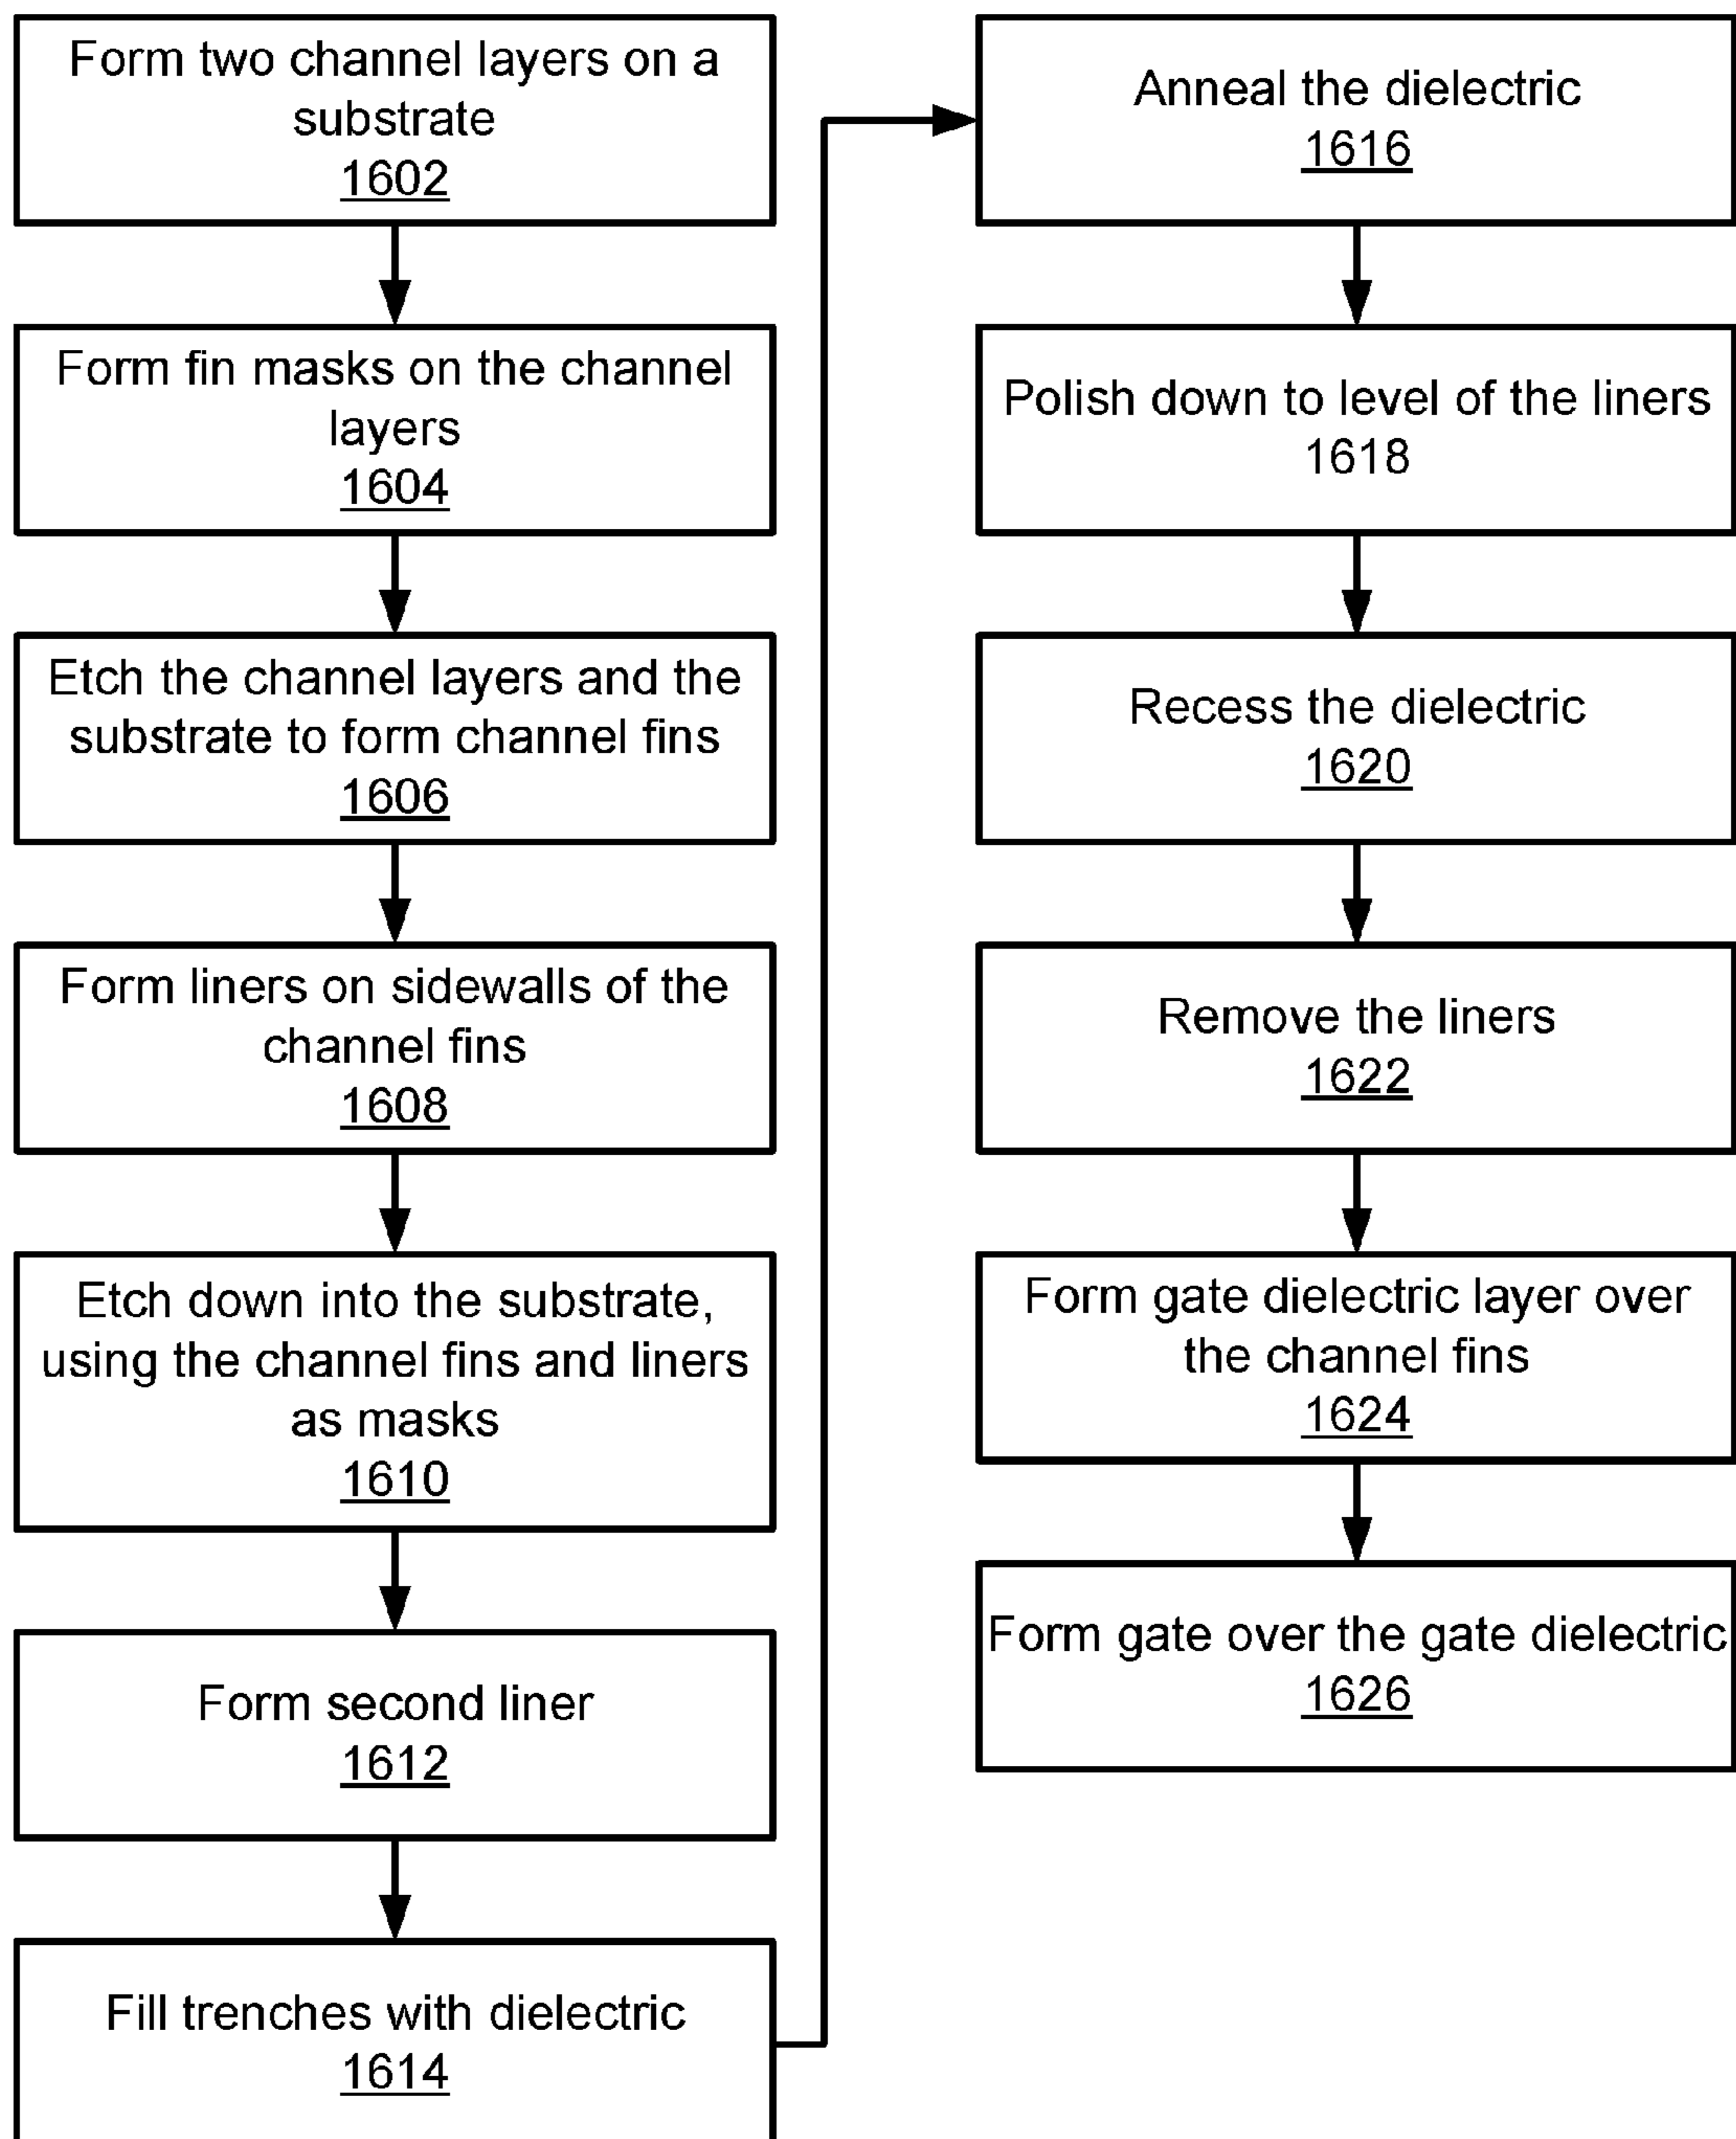 Form two channel layers on a
substrate
1602
Form fin masks on the channel
layers
1604
Etch the channel layers and the
substrate to form channel fins
1606
Form liners on sidewalls of the
channel fins
1608
Etch down into the substrate,
using the channel fins and liners
as masks
1610
Form second liner
1612
Fill trenches with dielectric
1614
Anneal the dielectric
1616
Polish down to level of the liners
1618
Recess the dielectric
1620
Remove the liners
1622
Form gate dielectric layer over
the channel fins
1624
Form gate over the gate dielectric
1626